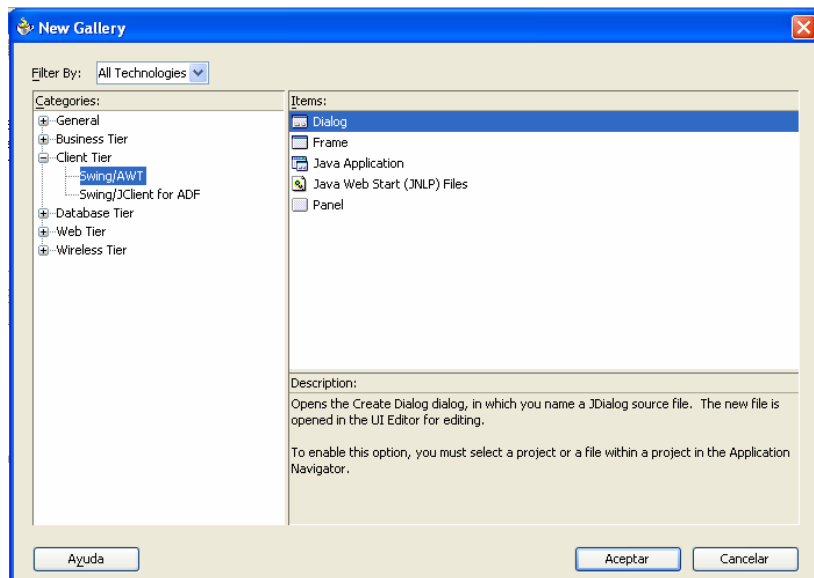 New Gallery
Filter By: All Technologies
Categories:
General
Business Tier
Client Tier
Swing/AWT
Swing/JClient for ADF
Database Tier
Web Tier
Wireless Tier
Items:
Dialog
Frame
Java Application
Java Web Start (JNLP) Files
Panel
Description:
Opens the Create Dialog dialog, in which you name a JDialog source file. The new file is
opened in the UI Editor for editing.
To enable this option, you must select a project or a file within a project in the Application
Navigator.
Ayuda
Aceptar
Cancelar